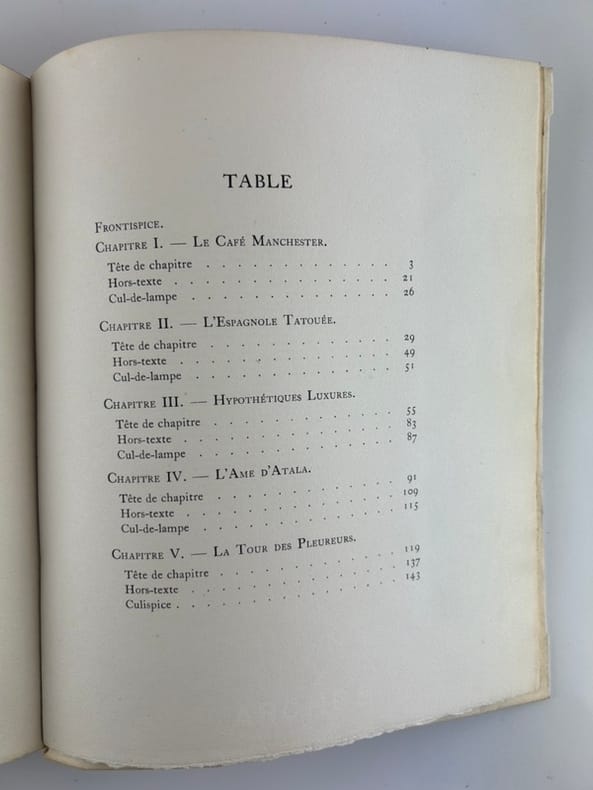 TABLE
FRONTISPICE.
CHAPITRE I. — LE CAFÉ MANCHESTER.
Tête de chapitre . . . . . . . . . . . . 3
Hors-texte . . . . . . . . . . . . . . 21
Cul-de-lampe . . . . . . . . . . . . . 26
CHAPITRE II. — L'ESPAGNOLE TATOUÉE.
Tête de chapitre . . . . . . . . . . . . 29
Hors-texte . . . . . . . . . . . . . . 49
Cul-de-lampe . . . . . . . . . . . . . 51
CHAPITRE III. — HYPOTHÉTIQUES LUXURES.
Tête de chapitre . . . . . . . . . . . . 55
Hors-texte . . . . . . . . . . . . . . 83
Cul-de-lampe . . . . . . . . . . . . . 87
CHAPITRE IV. — L'AME D'ATALA.
Tête de chapitre . . . . . . . . . . . . 91
Hors-texte . . . . . . . . . . . . . . 109
Cul-de-lampe . . . . . . . . . . . . . 115
CHAPITRE V. — LA TOUR DES PLEUREURS.
Tête de chapitre . . . . . . . . . . . . 119
Hors-texte . . . . . . . . . . . . . . 137
Culispice . . . . . . . . . . . . . . 143
ARCHES